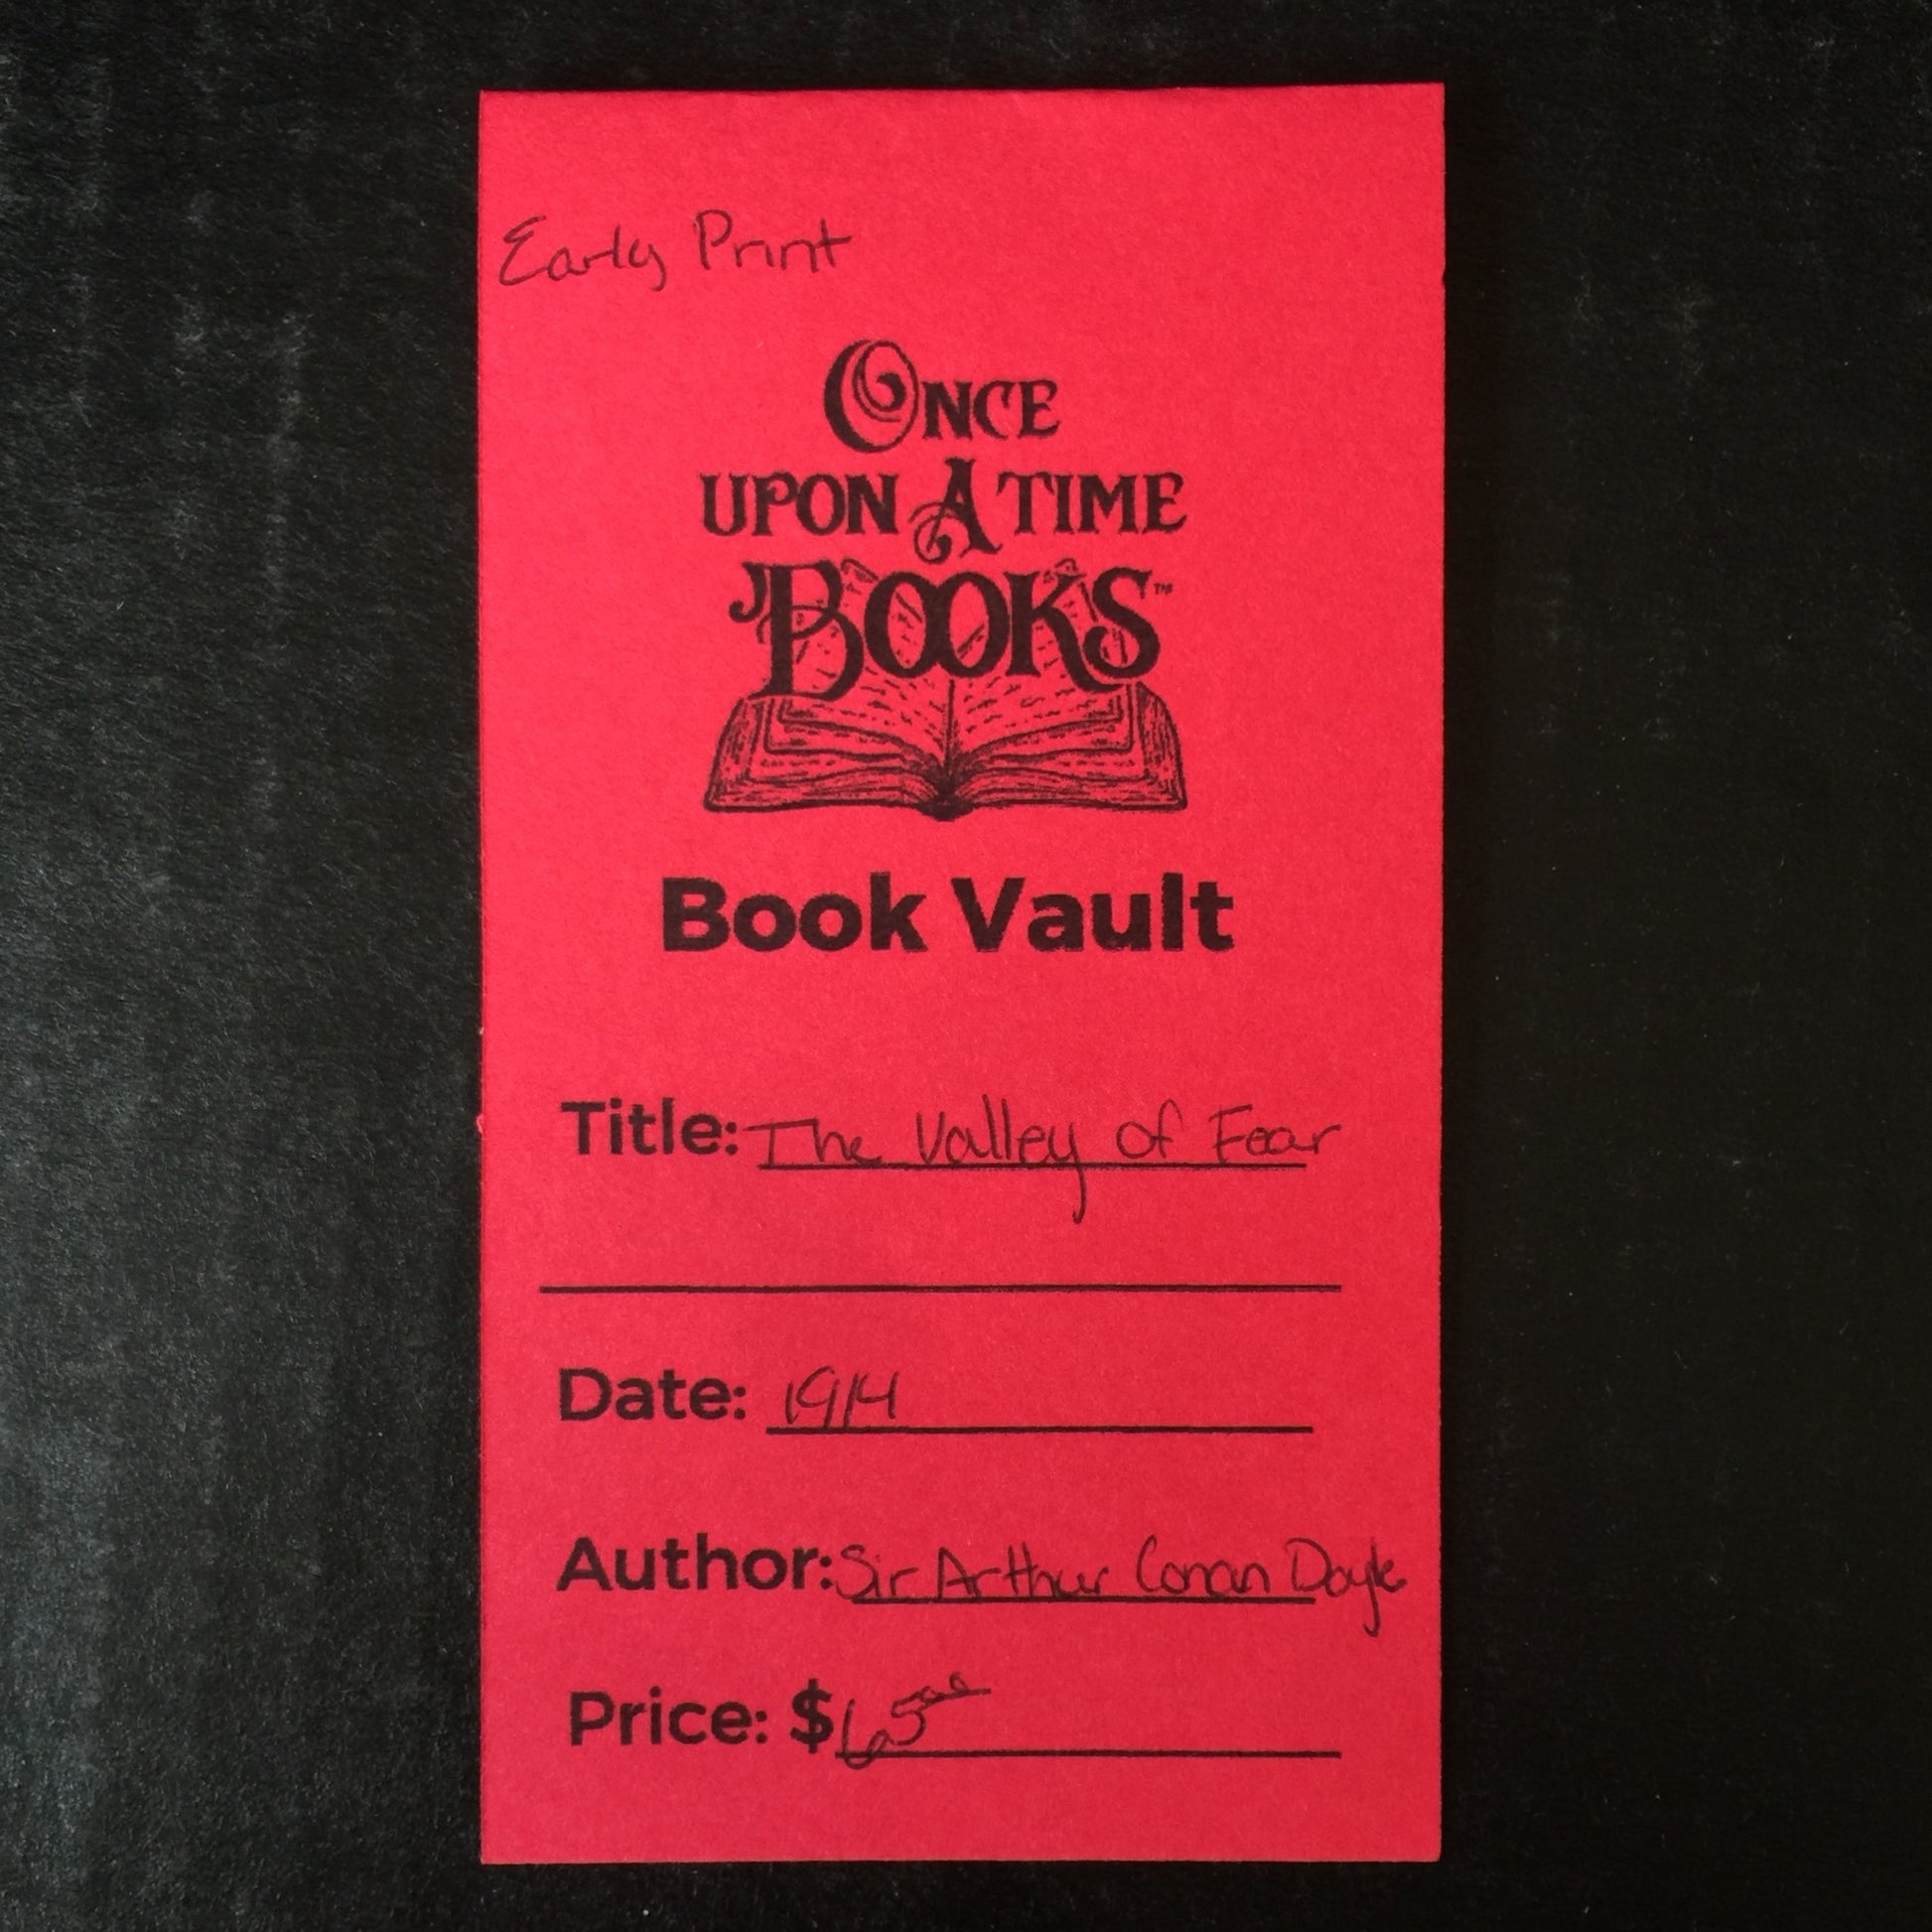 Early Print
ONCE
UPON A TIME
BOOKS™
Book Vault
Title: The Valley of Fear
Date: 1914
Author: Sir Arthur Conan Doyle
Price: $65⁰⁰